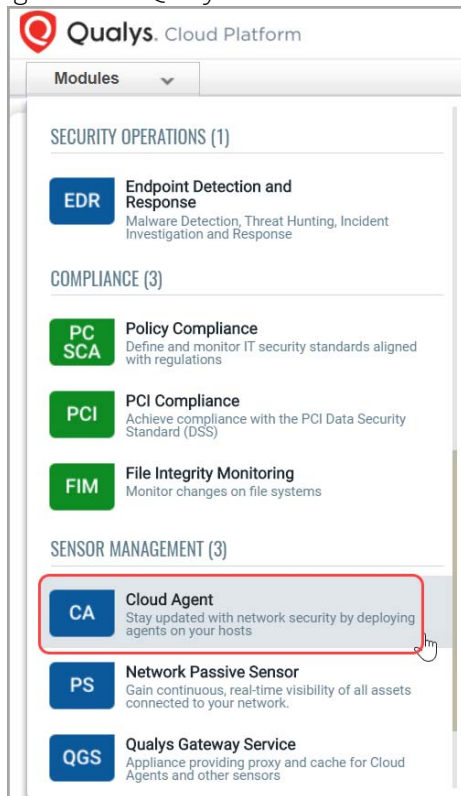 Qualys. Cloud Platform
Modules
SECURITY OPERATIONS (1)
EDR
Endpoint Detection and
Response
Malware Detection, Threat Hunting, Incident
Investigation and Response
COMPLIANCE (3)
PC
SCA
Policy Compliance
Define and monitor IT security standards aligned
with regulations
PCI
PCI Compliance
Achieve compliance with the PCI Data Security
Standard (DSS)
FIM
File Integrity Monitoring
Monitor changes on file systems
SENSOR MANAGEMENT (3)
CA
Cloud Agent
Stay updated with network security by deploying
agents on your hosts
PS
Network Passive Sensor
Gain continuous, real-time visibility of all assets
connected to your network.
QGS
Qualys Gateway Service
Appliance providing proxy and cache for Cloud
Agents and other sensors